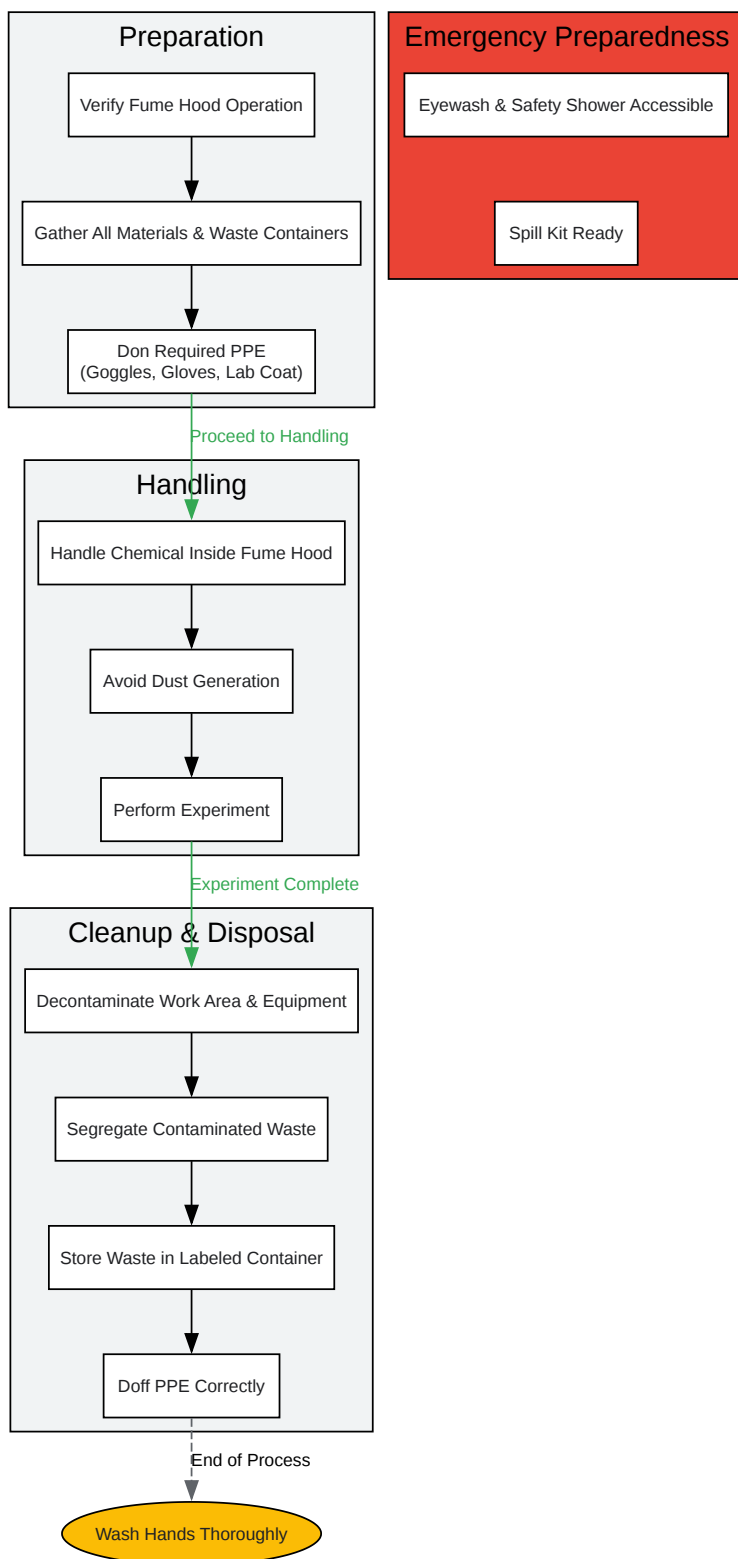 Preparation
Verify Fume Hood Operation
Gather All Materials & Waste Containers
Don Required PPE
(Goggles, Gloves, Lab Coat)
Emergency Preparedness
Eyewash & Safety Shower Accessible
Spill Kit Ready
Proceed to Handling
Handling
Handle Chemical Inside Fume Hood
Avoid Dust Generation
Perform Experiment
Experiment Complete
Cleanup & Disposal
Decontaminate Work Area & Equipment
Segregate Contaminated Waste
Store Waste in Labeled Container
Doff PPE Correctly
End of Process
Wash Hands Thoroughly